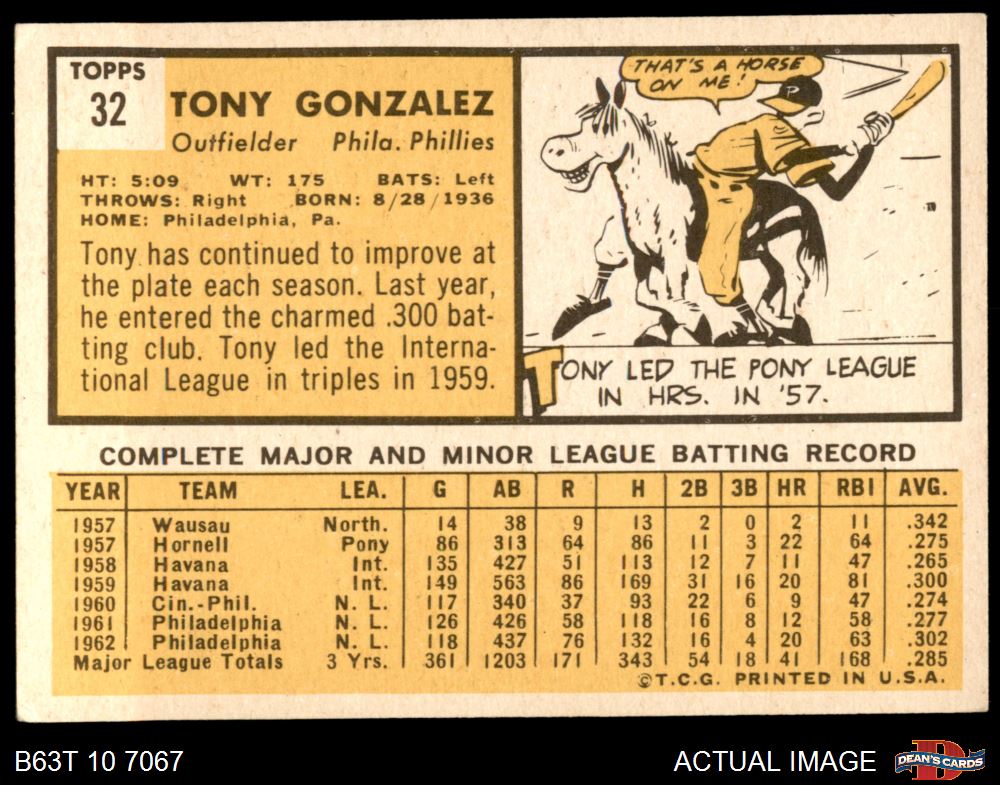 TOPPS
32
TONY GONZALEZ
Outfielder Phila. Phillies
HT: 5:09 WT: 175 BATS: Left
THROWS: Right BORN: 8/28/1936
HOME: Philadelphia, Pa.
Tony has continued to improve at
the plate each season. Last year,
he entered the charmed .300 bat-
ting club. Tony led the Interna-
tional League in triples in 1959.
THAT'S A HORSE
ON ME!
P
TONY LED THE PONY LEAGUE
IN HRS. IN '57.
COMPLETE MAJOR AND MINOR LEAGUE BATTING RECORD
YEAR TEAM LEA. G AB R H 2B 3B HR RBI AVG.
1957 Wausau North. 14 38 9 13 2 0 2 11 .342
1957 Hornell Pony 86 313 64 86 11 3 22 64 .275
1958 Havana Int. 135 427 51 113 12 7 11 47 .265
1959 Havana Int. 149 563 86 169 31 16 20 81 .300
1960 Cin.-Phil. N. L. 117 340 37 93 22 6 9 47 .274
1961 Philadelphia N. L. 126 426 58 118 16 8 12 58 .277
1962 Philadelphia N. L. 118 437 76 132 16 4 20 63 .302
Major League Totals 3 Yrs. 361 1203 171 343 54 18 41 168 .285
©T.C.G. PRINTED IN U.S.A.
B63T 10 7067 ACTUAL IMAGE D DEAN'S CARDS